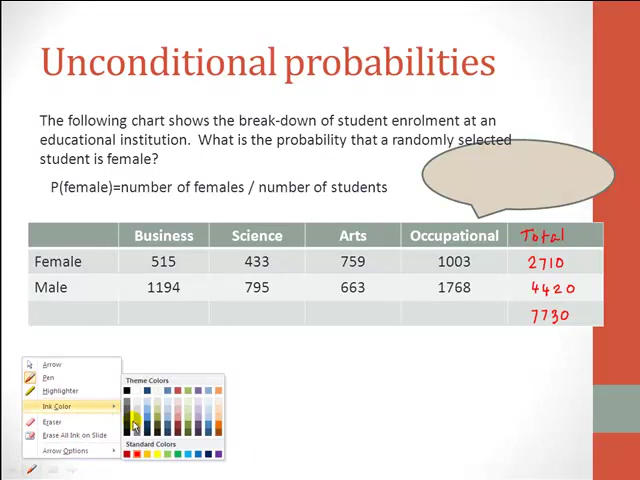 Unconditional probabilities
The following chart shows the break-down of student enrolment at an
educational institution. What is the probability that a randomly selected
student is female?
P(female)=number of females / number of students
Business Science Arts Occupational Total
Female 515 433 759 1003 2710
Male 1194 795 663 1768 4420
7730
Arrow
Pen
Highlighter
Ink Color
Eraser
Erase All Ink on Slide
Arrow Options
Theme Colors
Standard Colors